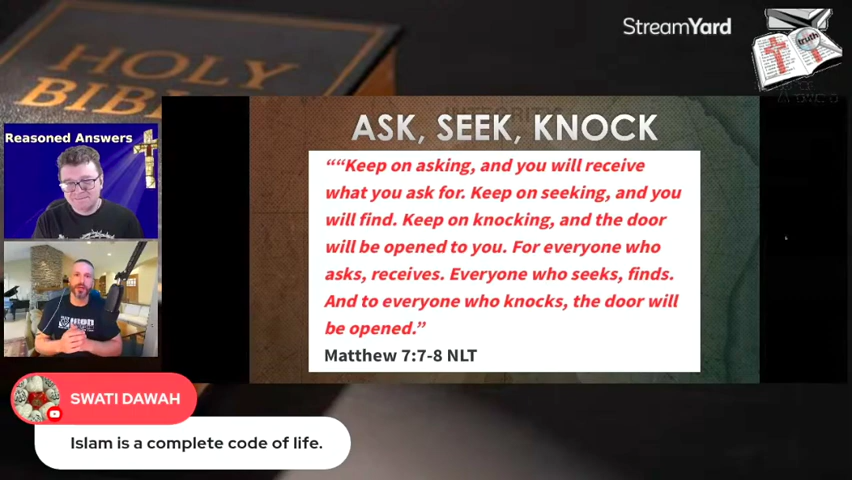 StreamYard
HOLY
truth
Reasoned Answers
ASK, SEEK, KNOCK
““Keep on asking, and you will receive
what you ask for. Keep on seeking, and you
will find. Keep on knocking, and the door
will be opened to you. For everyone who
asks, receives. Everyone who seeks, finds.
And to everyone who knocks, the door will
be opened.”
Matthew 7:7-8 NLT
SWATI DAWAH
Islam is a complete code of life.